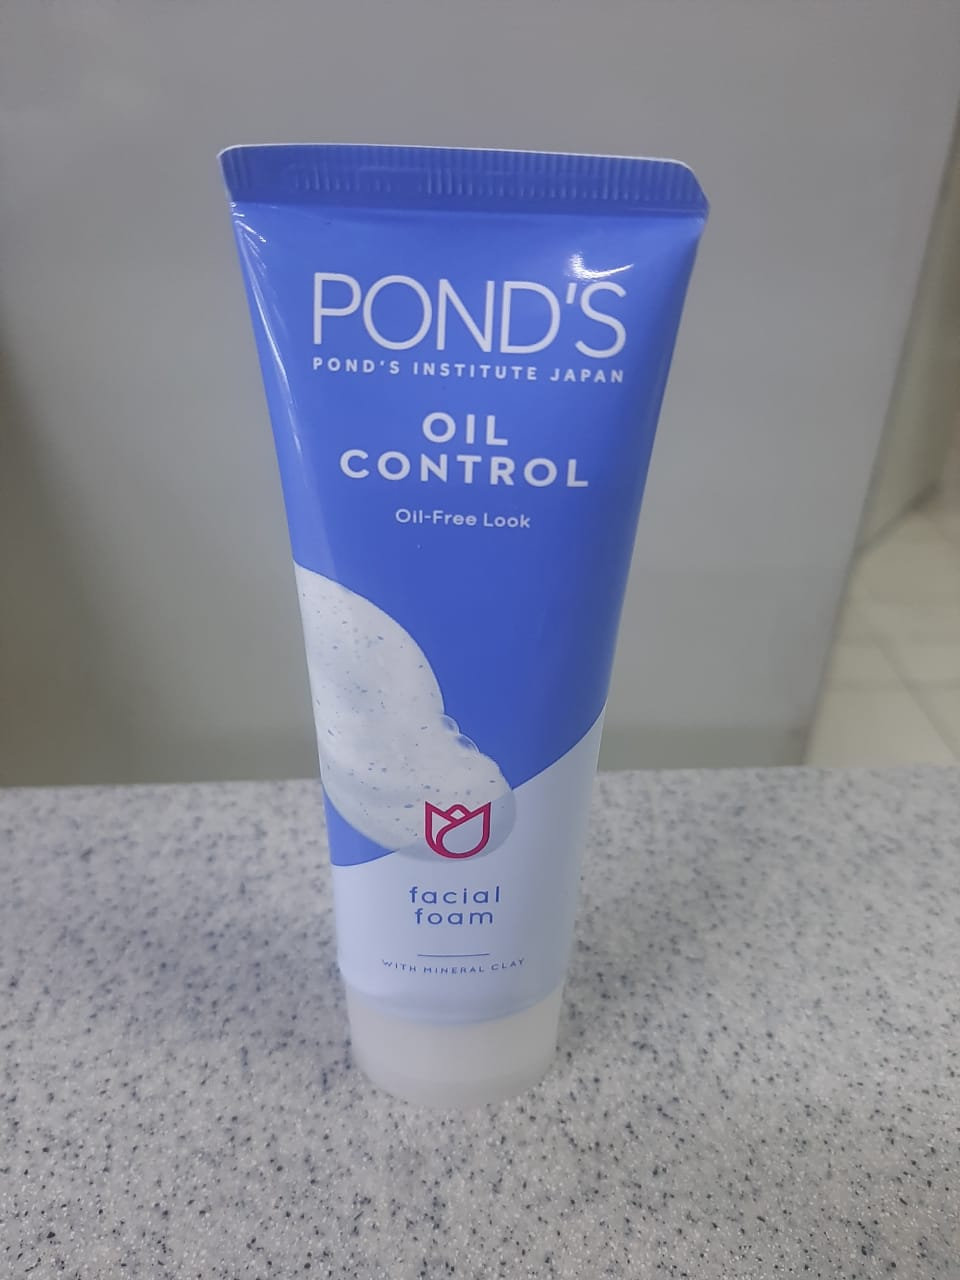 POND'S
POND'S INSTITUTE JAPAN
OIL
CONTROL
Oil-Free Look
facial
foam
WITH MINERAL CLAY